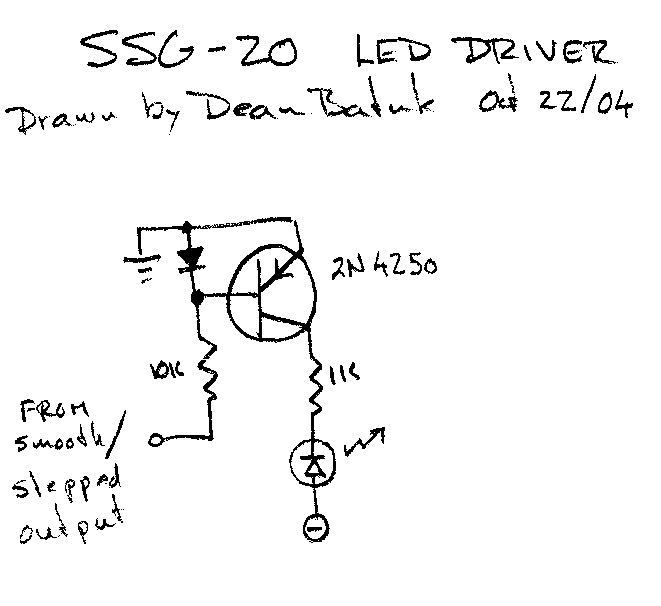 SSG-20 LED DRIVER
Drawn by Dean Batuk Oct 22/04
2N4250
10K
1K
FROM
smooth/
stepped
output